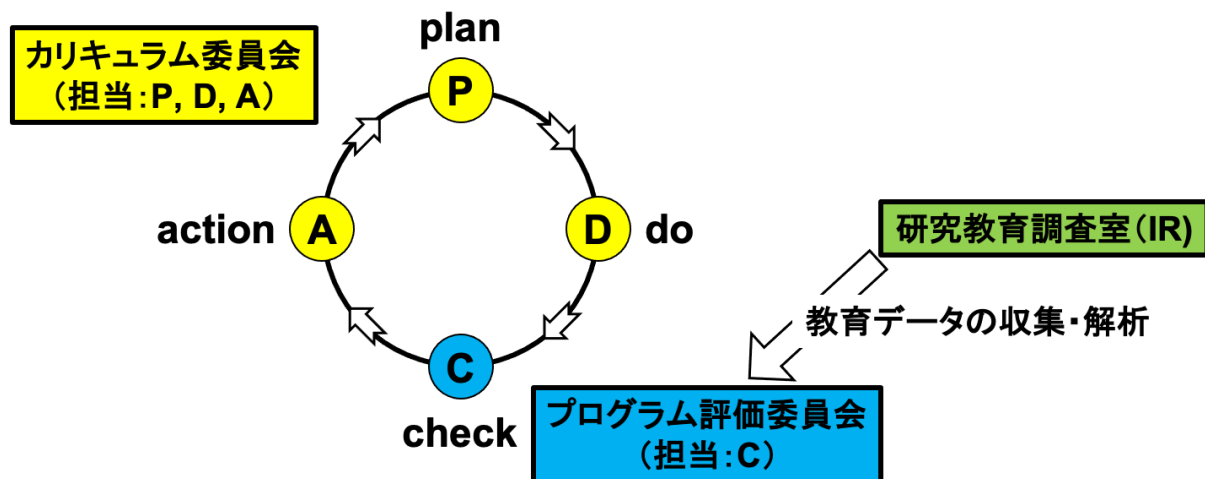 plan
カリキュラム委員会
（担当：P, D, A）
P
action
A
D
do
研究教育調査室（IR)
教育データの収集・解析
C
check
プログラム評価委員会
（担当：C）